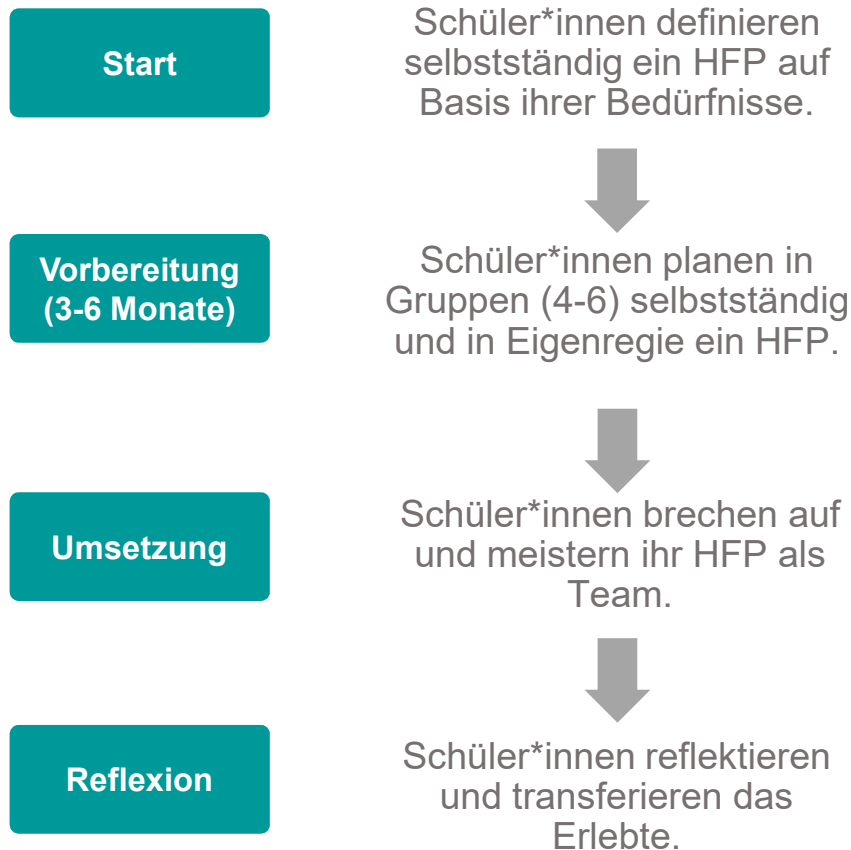 Start
Schüler*innen definieren
selbstständig ein HFP auf
Basis ihrer Bedürfnisse.
Vorbereitung
(3-6 Monate)
Schüler*innen planen in
Gruppen (4-6) selbstständig
und in Eigenregie ein HFP.
Umsetzung
Schüler*innen brechen auf
und meistern ihr HFP als
Team.
Reflexion
Schüler*innen reflektieren
und transferieren das
Erlebte.